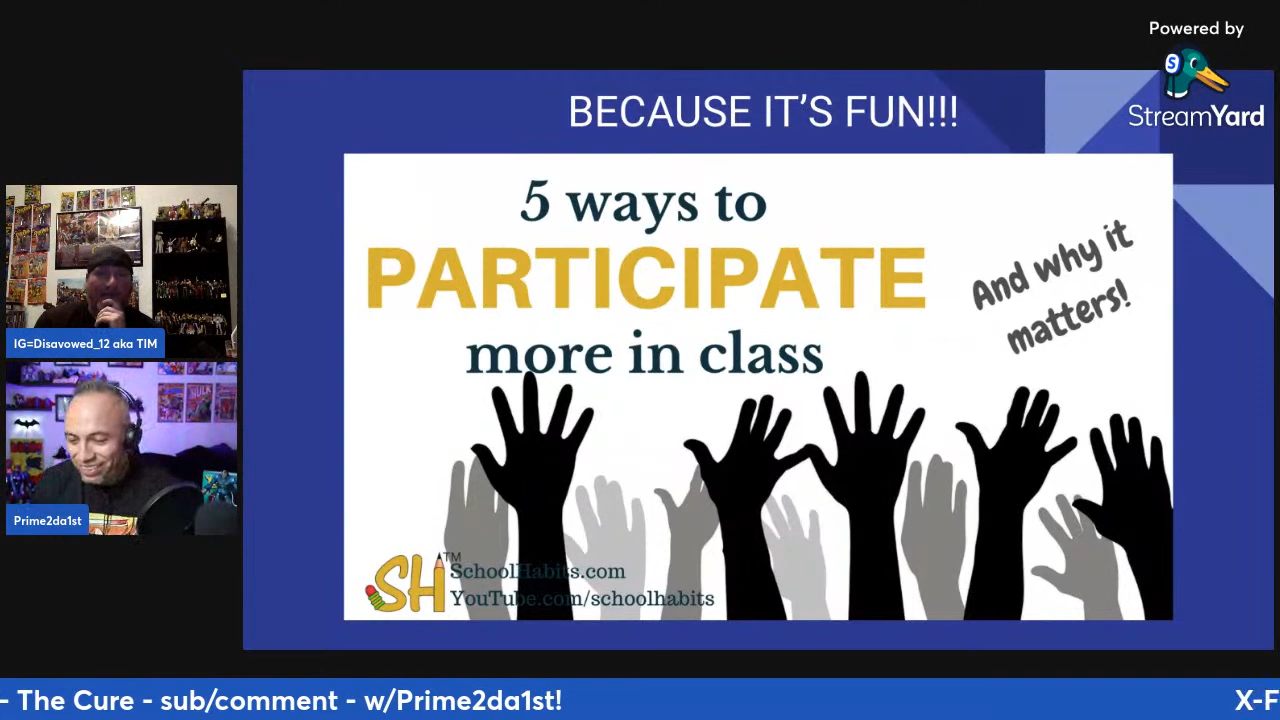 Powered by
StreamYard
BECAUSE IT'S FUN!!!
5 ways to
PARTICIPATE
more in class
And why it
matters!
SH™
SchoolHabits.com
YouTube.com/schoolhabits
IG=Disavowed_12 aka TIM
Prime2da1st
- The Cure - sub/comment - w/Prime2da1st!
X-F